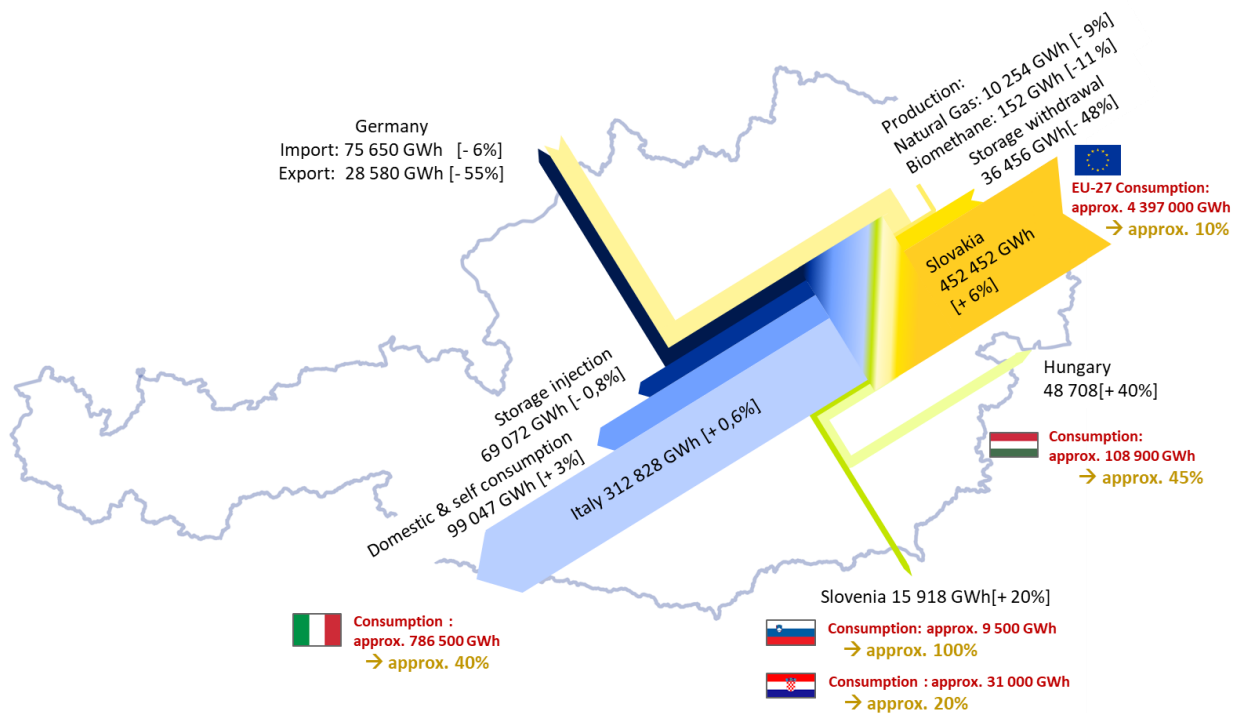 Germany
Import: 75 650 GWh [- 6%]
Export: 28 580 GWh [- 55%]
Production:
Natural Gas: 10 254 GWh [- 9%]
Biomethane: 152 GWh [-11 %]
Storage withdrawal
36 456 GWh[- 48%]
EU-27 Consumption:
approx. 4 397 000 GWh
→ approx. 10%
Slovakia
452 452 GWh
[+ 6%]
Hungary
48 708[+ 40%]
Consumption:
approx. 108 900 GWh
→ approx. 45%
Storage injection
69 072 GWh [- 0,8%]
Domestic & self consumption
99 047 GWh [+ 3%]
Italy 312 828 GWh [+ 0,6%]
Slovenia 15 918 GWh[+ 20%]
Consumption :
approx. 786 500 GWh
→ approx. 40%
Consumption: approx. 9 500 GWh
→ approx. 100%
Consumption : approx. 31 000 GWh
→ approx. 20%